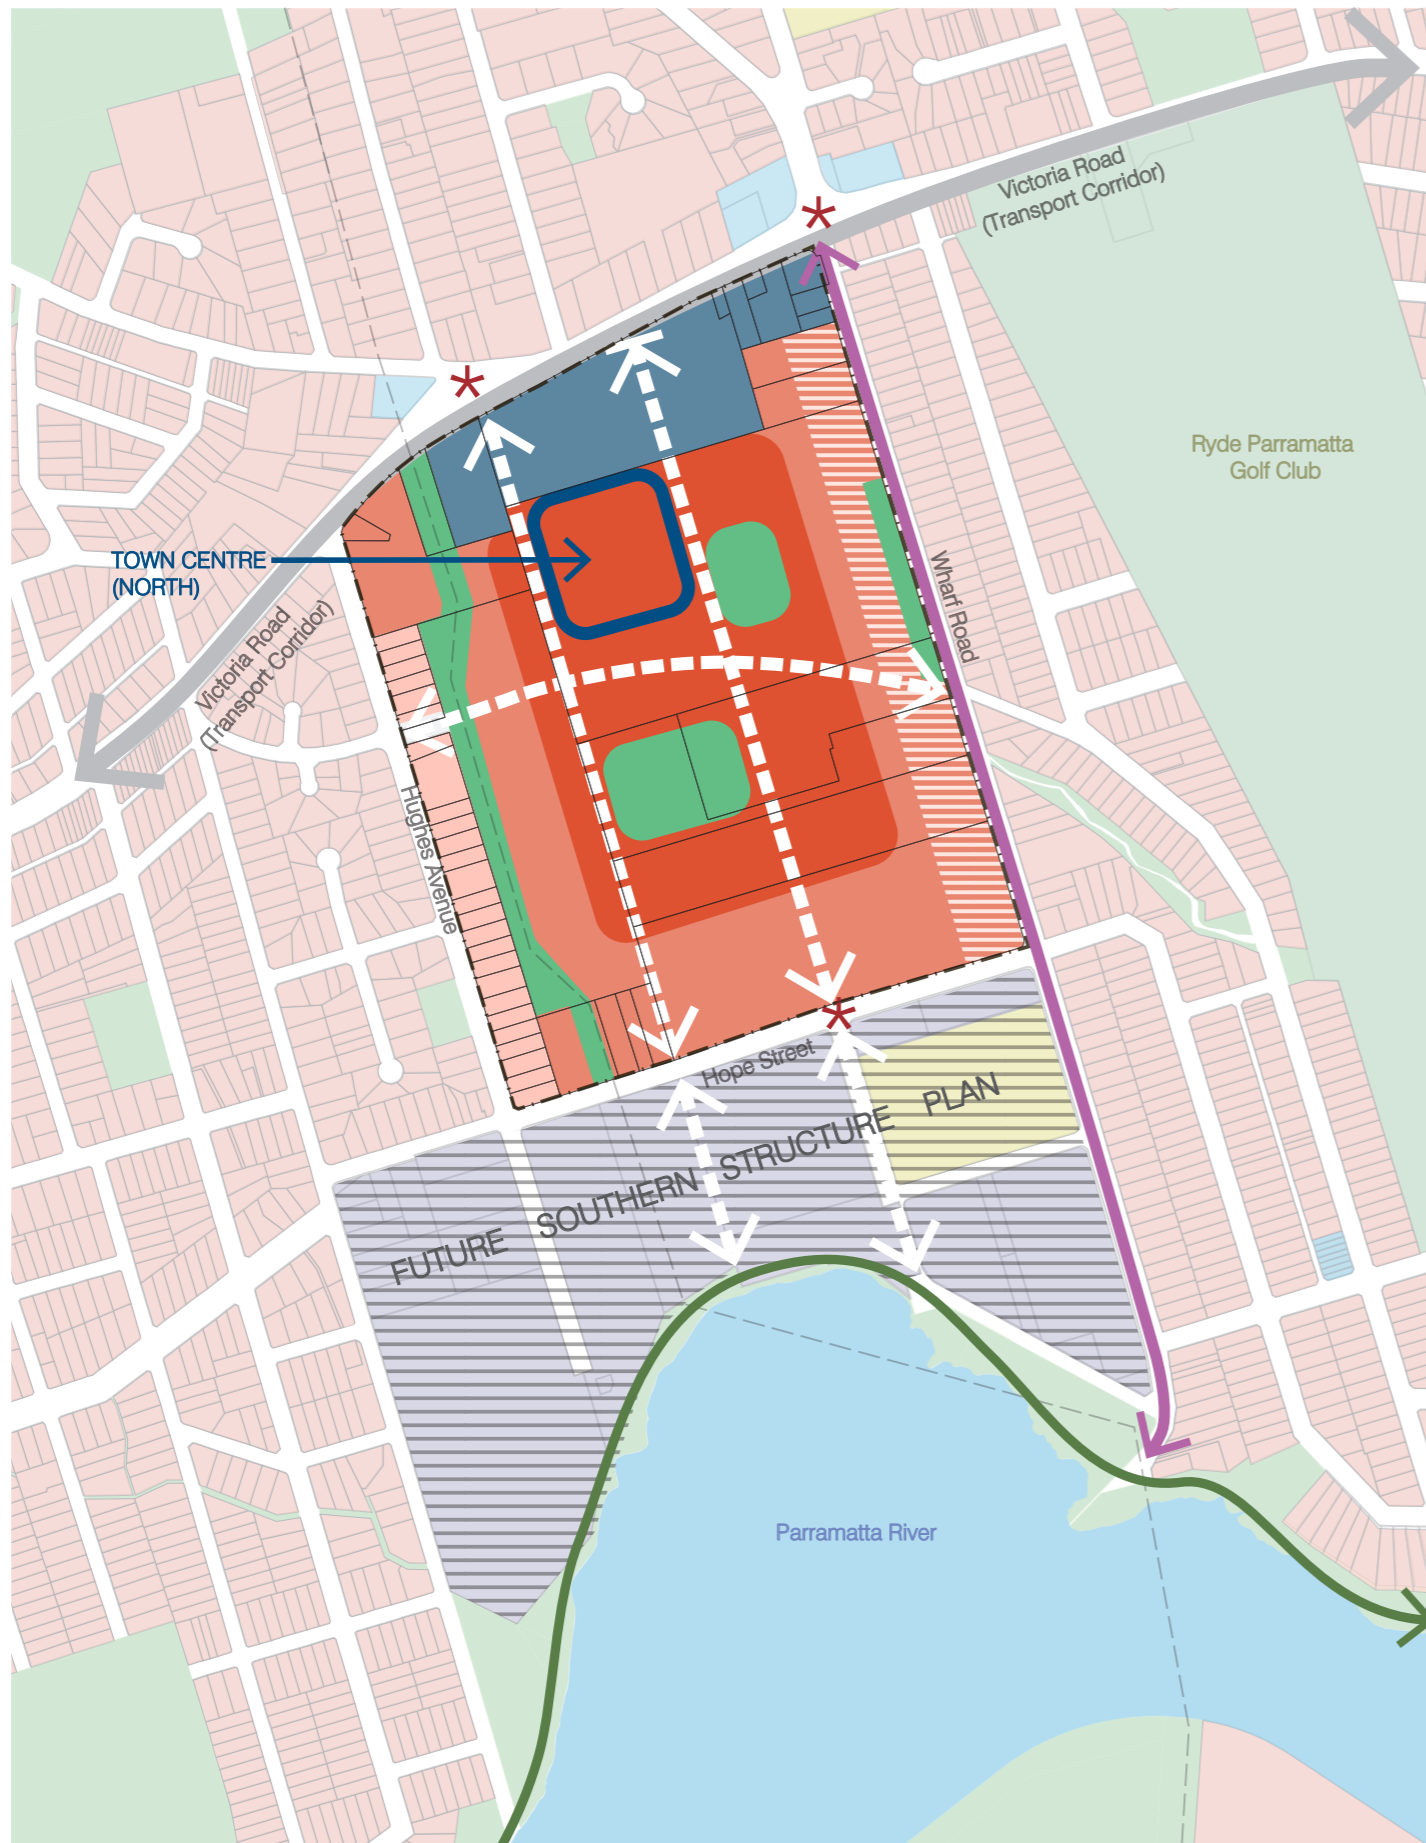 Victoria Road
(Transport Corridor)
Ryde Parramatta
Golf Club
TOWN CENTRE
(NORTH)
Wharf Road
Victoria Road
(Transport Corridor)
Hughes Avenue
Hope Street
FUTURE SOUTHERN STRUCTURE PLAN
Parramatta River